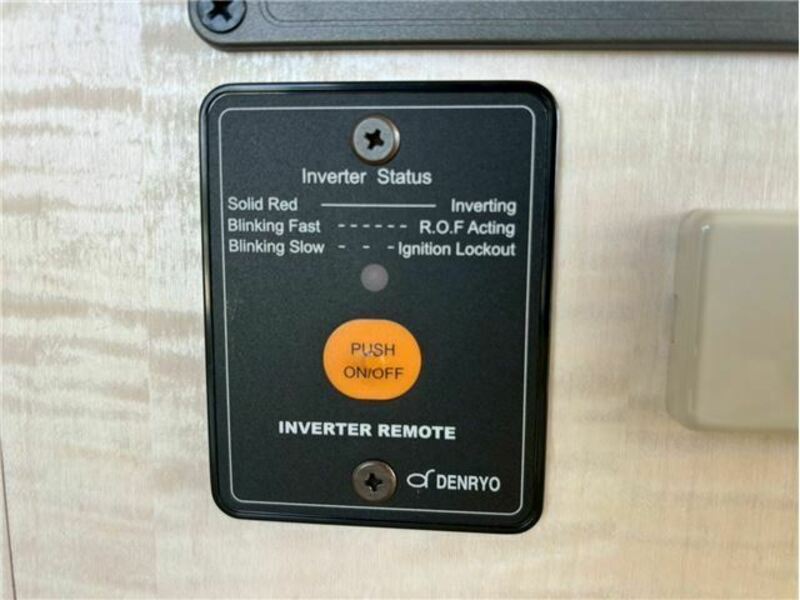 Inverter Status
Solid Red Inverting
Blinking Fast R.O.F Acting
Blinking Slow Ignition Lockout
PUSH
ON/OFF
INVERTER REMOTE
DENRYO